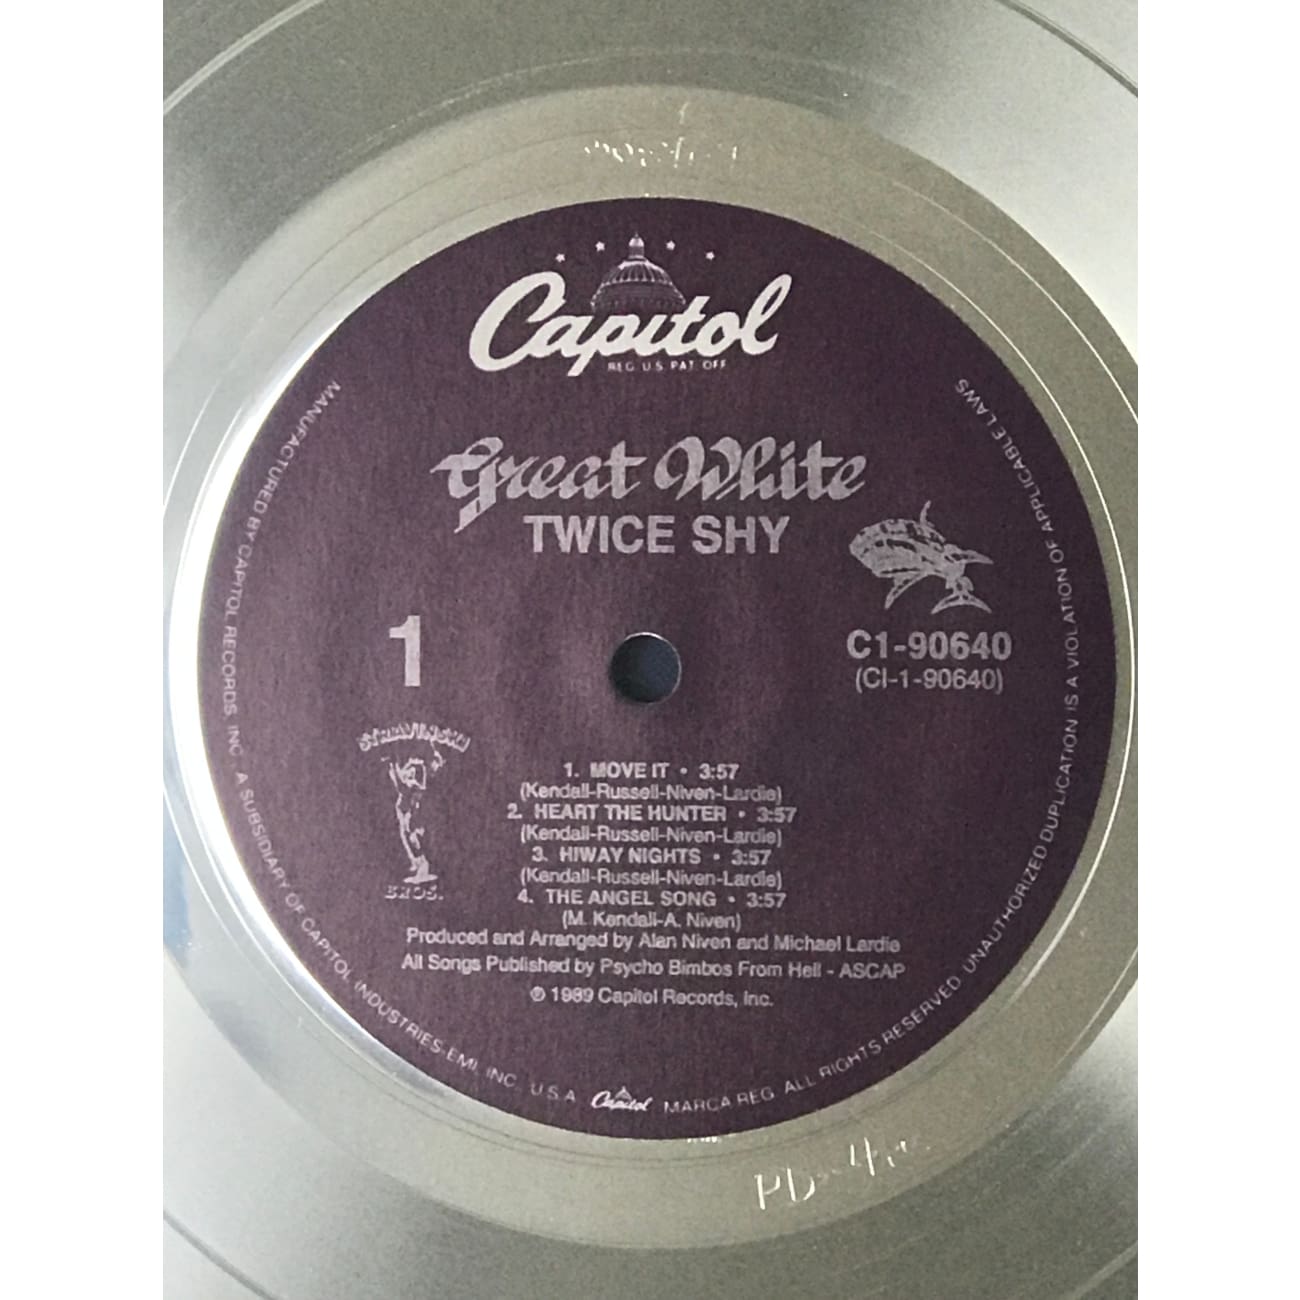 Capitol
REG. U.S. PAT. OFF.
Great White
TWICE SHY
1
C1-90640
(CI-1-90640)
STRAVINSKI
BROS.
1. MOVE IT • 3:57
(Kendall-Russell-Niven-Lardie)
2. HEART THE HUNTER • 3:57
(Kendall-Russell-Niven-Lardie)
3. HIWAY NIGHTS • 3:57
(Kendall-Russell-Niven-Lardie)
4. THE ANGEL SONG • 3:57
(M. Kendall-A. Niven)
Produced and Arranged by Alan Niven and Michael Lardie
All Songs Published by Psycho Bimbos From Hell - ASCAP
℗ 1989 Capitol Records, Inc.
MANUFACTURED BY CAPITOL RECORDS, INC. A SUBSIDIARY OF CAPITOL INDUSTRIES-EMI, INC., U.S.A. Capitol MARCA REG. ALL RIGHTS RESERVED. UNAUTHORIZED DUPLICATION IS A VIOLATION OF APPLICABLE LAWS